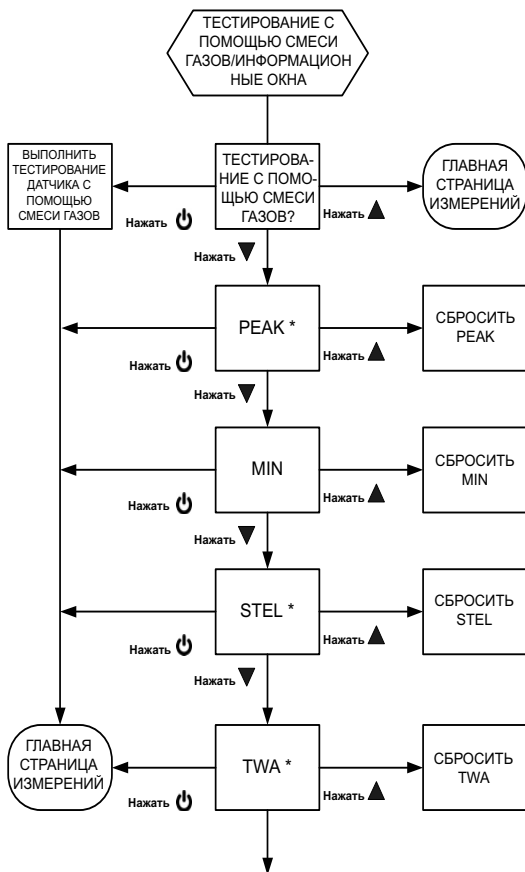 ТЕСТИРОВАНИЕ С
ПОМОЩЬЮ СМЕСИ
ГАЗОВ/ИНФОРМАЦИОН
НЫЕ ОКНА
ВЫПОЛНИТЬ
ТЕСТИРОВАНИЕ
ДАТЧИКА С
ПОМОЩЬЮ
СМЕСИ ГАЗОВ
ТЕСТИРОВА-
НИЕ С ПОМО-
ЩЬЮ СМЕСИ
ГАЗОВ?
ГЛАВНАЯ
СТРАНИЦА
ИЗМЕРЕНИЙ
Нажать
Нажать
Нажать
PEAK *
СБРОСИТЬ
PEAK
Нажать
Нажать
Нажать
MIN
СБРОСИТЬ
MIN
Нажать
Нажать
Нажать
STEL *
СБРОСИТЬ
STEL
Нажать
Нажать
Нажать
ГЛАВНАЯ
СТРАНИЦА
ИЗМЕРЕНИЙ
TWA *
СБРОСИТЬ
TWA
Нажать
Нажать